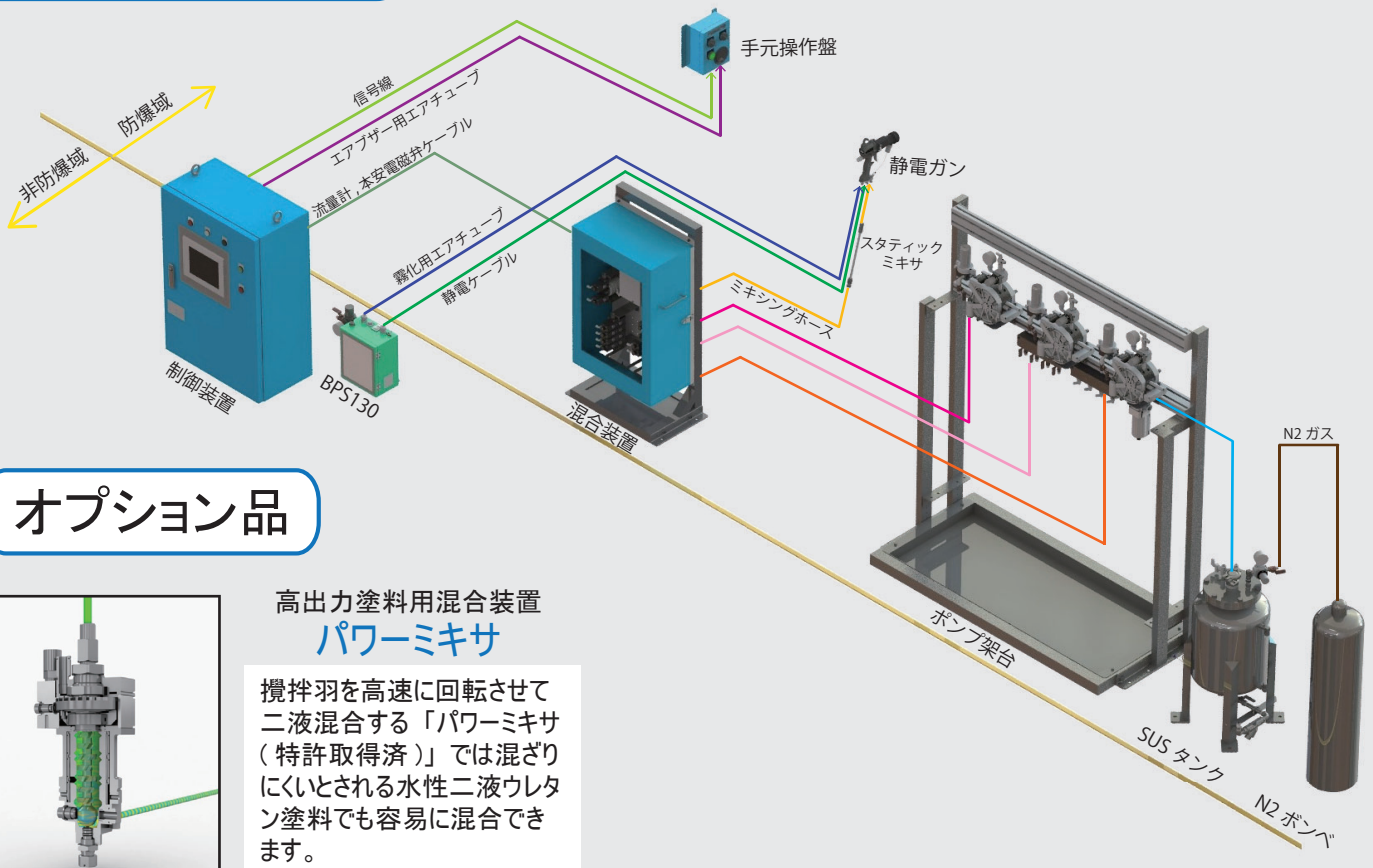 手元操作盤
信号線
エアブザー用エアチューブ
防爆域
非防爆域
流量計,本安電磁弁ケーブル
静電ガン
霧化用エアチューブ
静電ケーブル
スタティック
ミキサ
ミキシングホース
制御装置
BPS130
混合装置
N2 ガス
ポンプ架台
SUS タンク
N2 ボンベ
オプション品
高出力塗料用混合装置
パワーミキサ
攪拌羽を高速に回転させて
二液混合する「パワーミキサ
(特許取得済)」では混ざり
にくいとされる水性二液ウレタ
ン塗料でも容易に混合でき
ます。